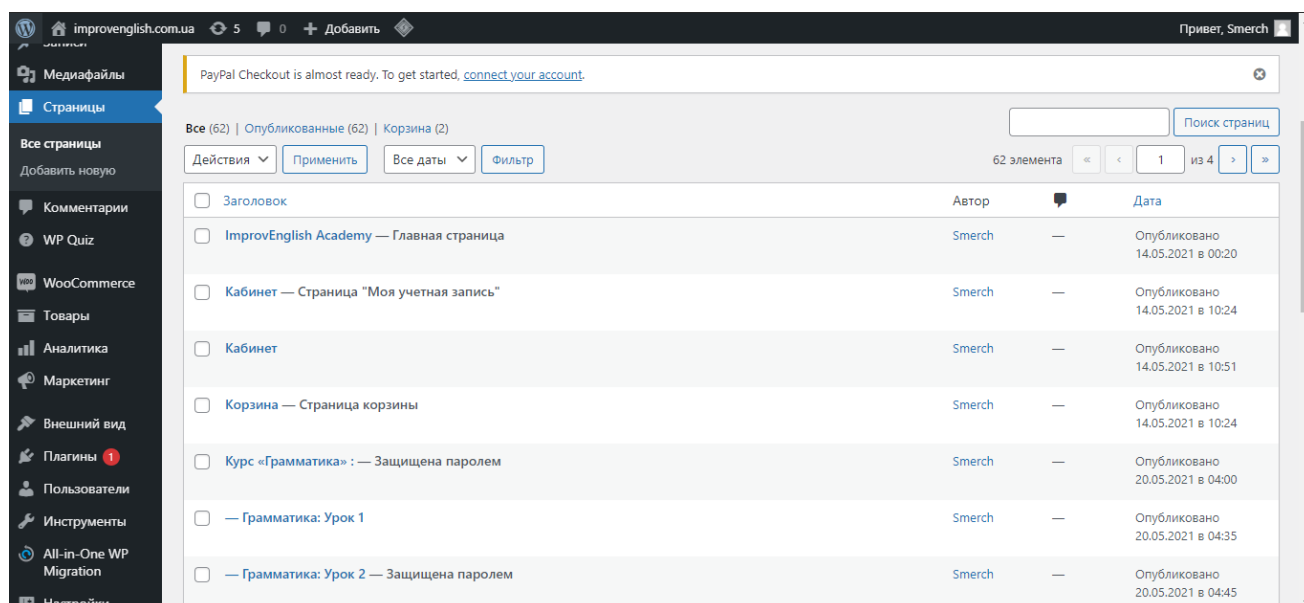 improvenglish.com.ua 5 0 Добавить Привет, Smerch
Записи
Медиафайлы
Страницы
Все страницы
Добавить новую
Комментарии
WP Quiz
WooCommerce
Товары
Аналитика
Маркетинг
Внешний вид
Плагины 1
Пользователи
Инструменты
All-in-One WP
Migration
Настройки
PayPal Checkout is almost ready. To get started, connect your account.
Поиск страниц
Все (62) | Опубликованные (62) | Корзина (2)
Действия Применить Все даты Фильтр 62 элемента « ‹ 1 из 4 › »
Заголовок Автор Дата
ImprovEnglish Academy — Главная страница Smerch — Опубликовано
14.05.2021 в 00:20
Кабинет — Страница "Моя учетная запись" Smerch — Опубликовано
14.05.2021 в 10:24
Кабинет Smerch — Опубликовано
14.05.2021 в 10:51
Корзина — Страница корзины Smerch — Опубликовано
14.05.2021 в 10:24
Курс «Грамматика» : — Защищена паролем Smerch — Опубликовано
20.05.2021 в 04:00
— Грамматика: Урок 1 Smerch — Опубликовано
20.05.2021 в 04:35
— Грамматика: Урок 2 — Защищена паролем Smerch — Опубликовано
20.05.2021 в 04:45